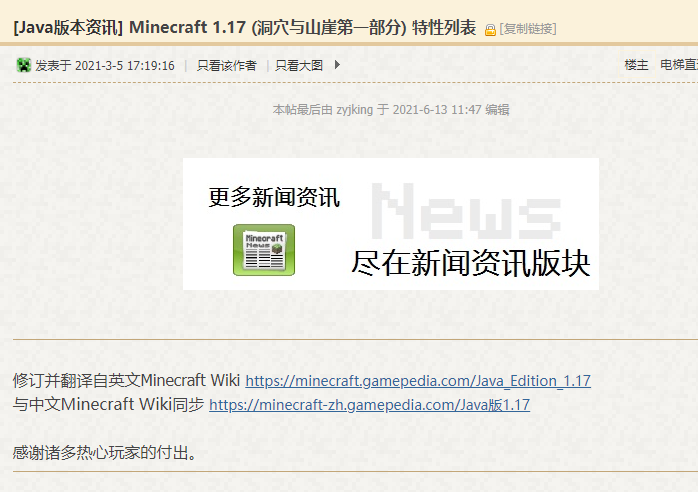 [Java版本资讯] Minecraft 1.17 (洞穴与山崖第一部分) 特性列表 [复制链接]
发表于 2021-3-5 17:19:16 | 只看该作者 | 只看大图 楼主 电梯直
本帖最后由 zyjking 于 2021-6-13 11:47 编辑
更多新闻资讯
News
Minecraft
News
尽在新闻资讯版块
修订并翻译自英文Minecraft Wiki https://minecraft.gamepedia.com/Java_Edition_1.17
与中文Minecraft Wiki同步 https://minecraft-zh.gamepedia.com/Java版1.17
感谢诸多热心玩家的付出。